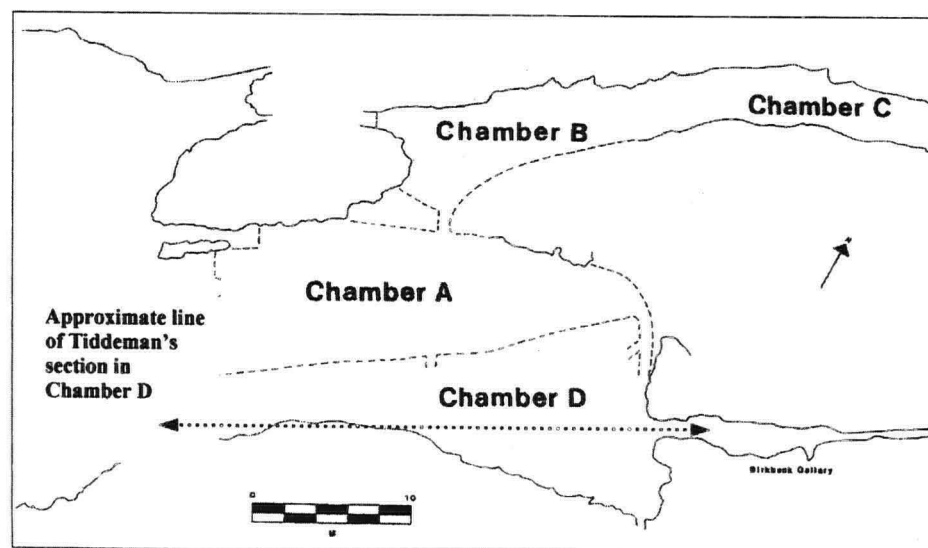 Chamber C
Chamber B
Chamber A
Approximate line
of Tiddeman's
section in
Chamber D
Chamber D
Birkbeck Gallery
0 10
M